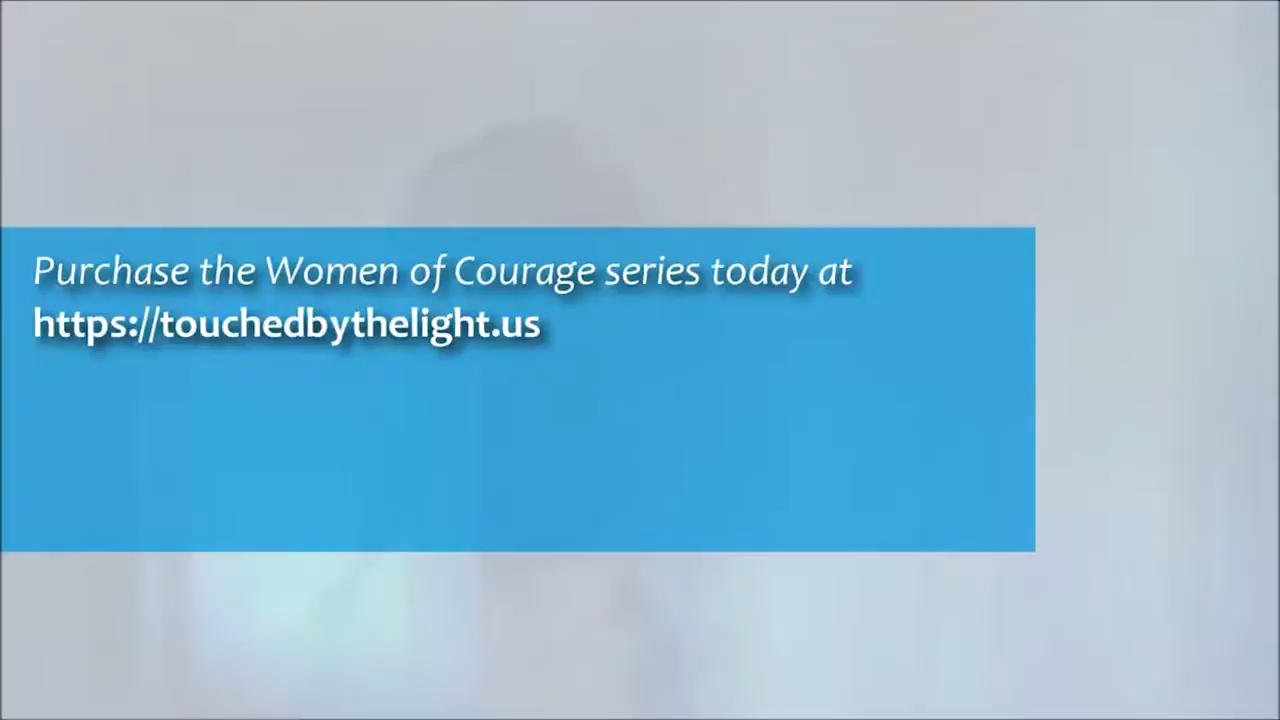 Purchase the Women of Courage series today at
https://touchedbythelight.us